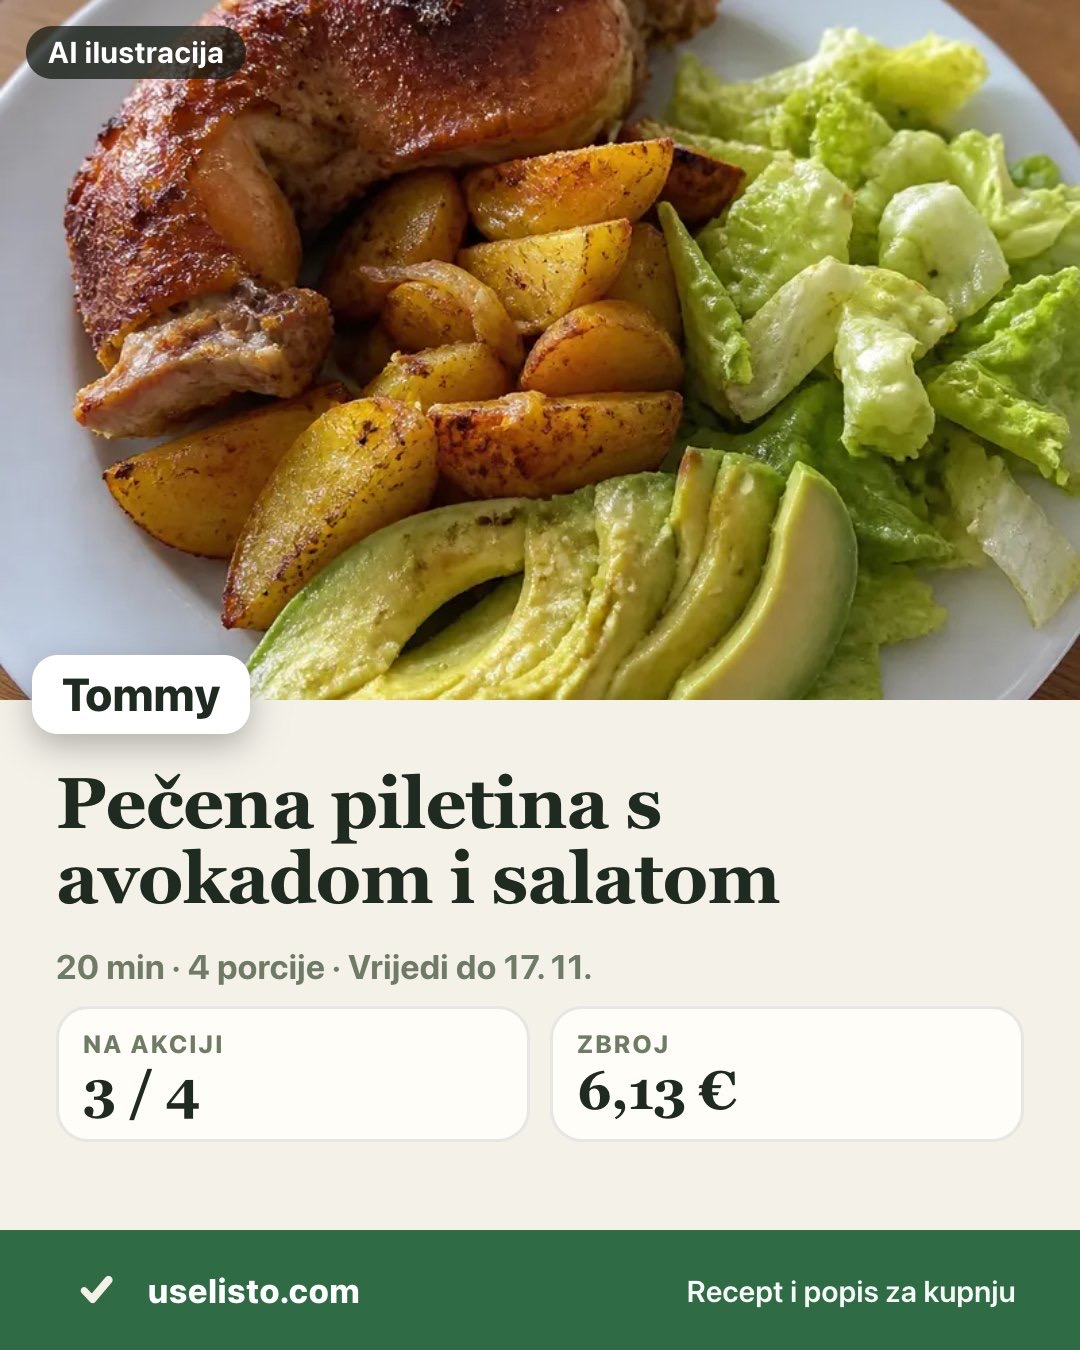 AI ilustracija
Tommy
Pečena piletina s
avokadom i salatom
20 min · 4 porcije · Vrijedi do 17. 11.
NA AKCIJI
3 / 4
ZBROJ
6,13 €
uselisto.com
Recept i popis za kupnju